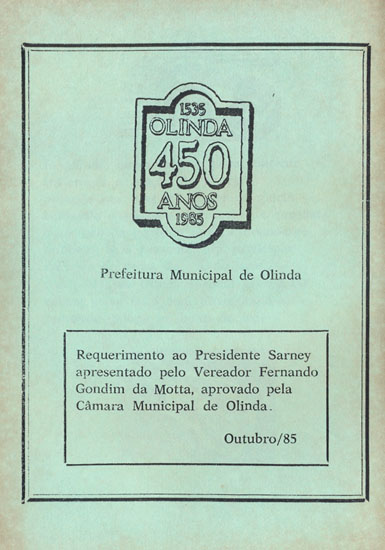 1535
OLINDA
450
ANOS
1985
Prefeitura Municipal de Olinda
Requerimento ao Presidente Sarney
apresentado pelo Vereador Fernando
Gondim da Motta, aprovado pela
Câmara Municipal de Olinda.
Outubro/85